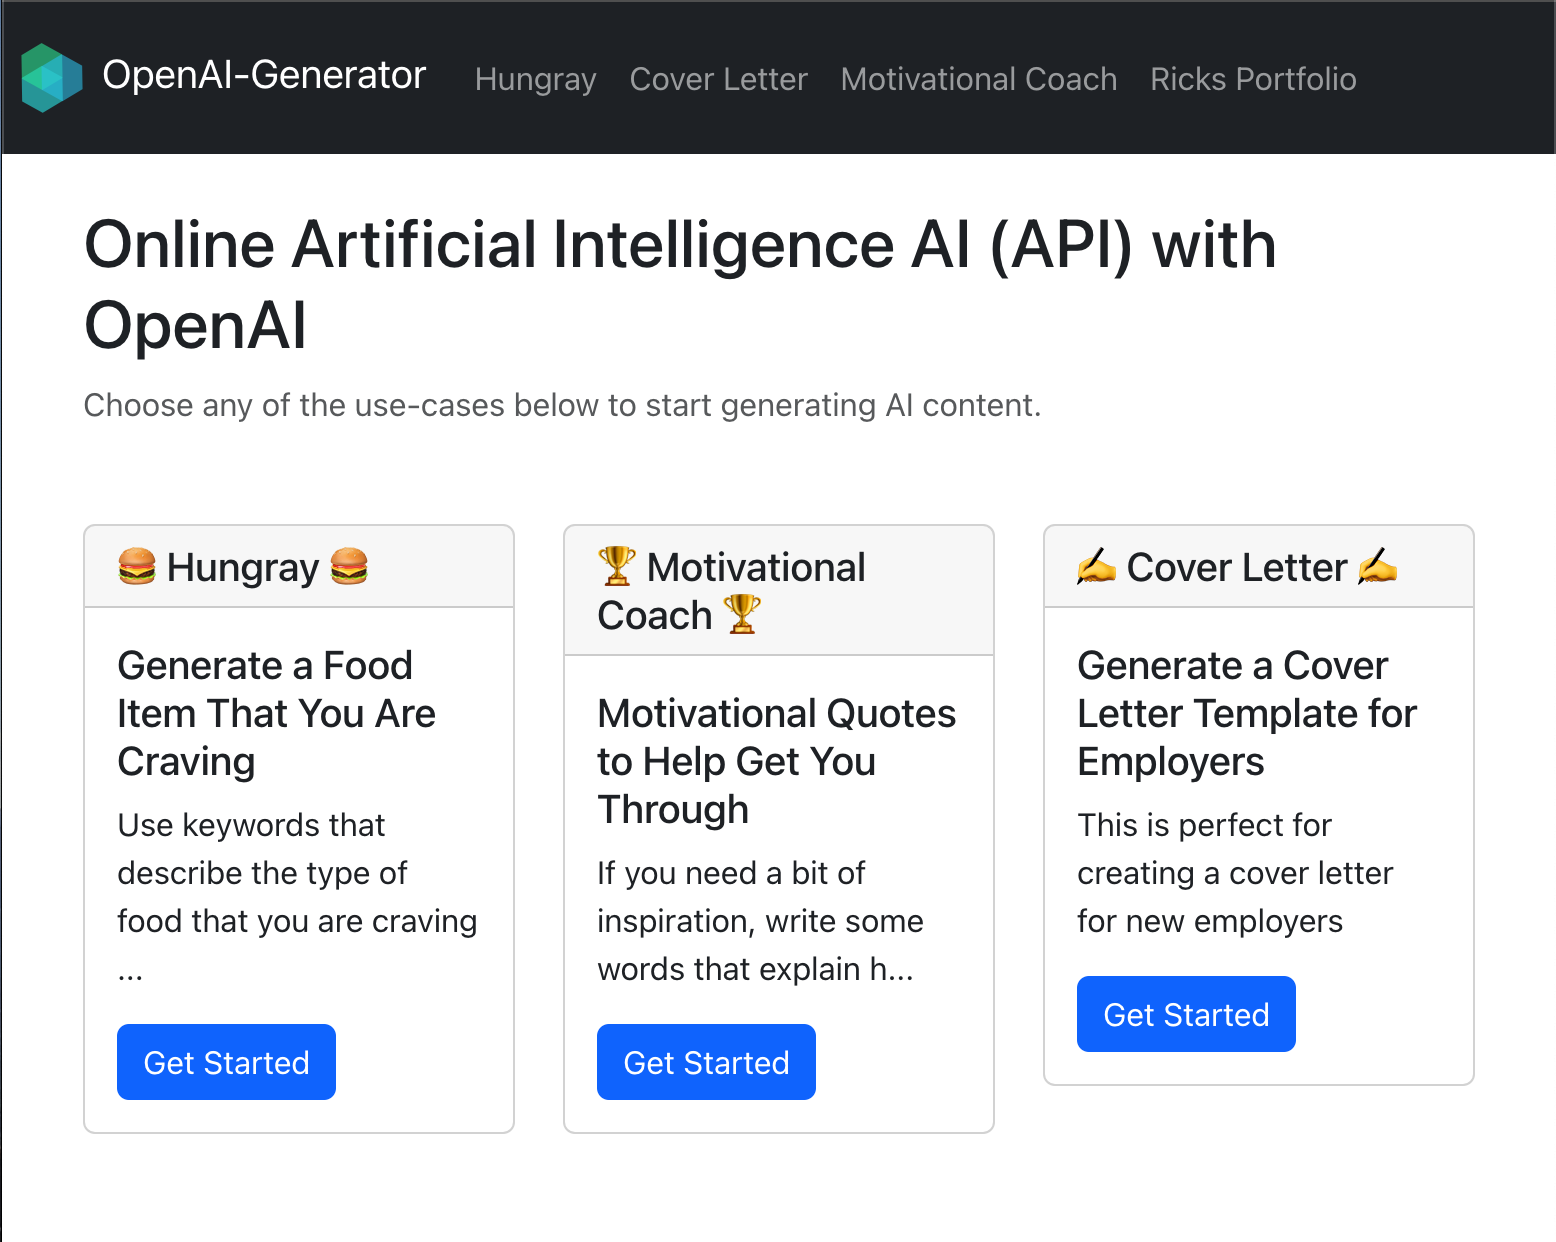 OpenAI-Generator Hungray Cover Letter Motivational Coach Ricks Portfolio
Online Artificial Intelligence AI (API) with
OpenAI
Choose any of the use-cases below to start generating AI content.
🍔 Hungray 🍔
Generate a Food
Item That You Are
Craving
Use keywords that
describe the type of
food that you are craving
...
Get Started
🏆 Motivational
Coach 🏆
Motivational Quotes
to Help Get You
Through
If you need a bit of
inspiration, write some
words that explain h...
Get Started
✍️ Cover Letter ✍️
Generate a Cover
Letter Template for
Employers
This is perfect for
creating a cover letter
for new employers
Get Started